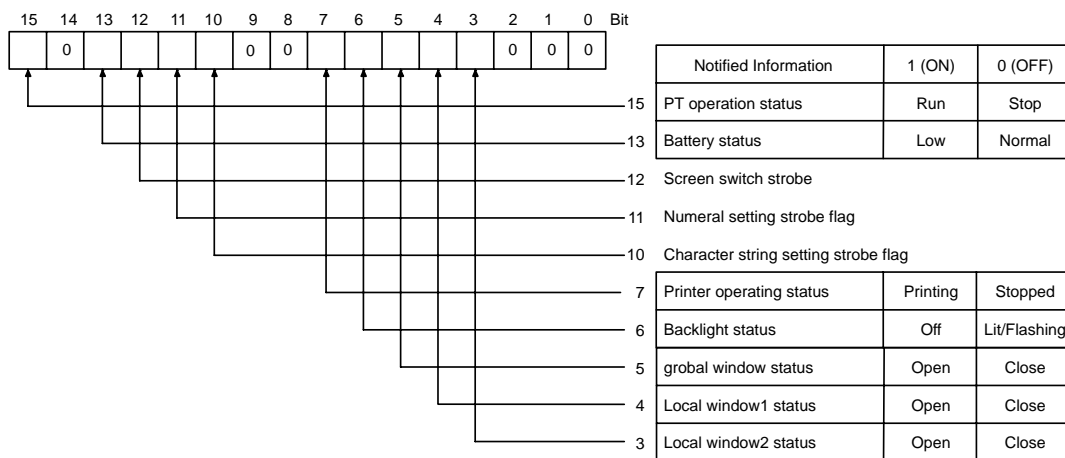 15 14 13 12 11 10 9 8 7 6 5 4 3 2 1 0 Bit
0 0 0 0 0 0
Notified Information 1 (ON) 0 (OFF)
15 PT operation status Run Stop
13 Battery status Low Normal
12 Screen switch strobe
11 Numeral setting strobe flag
10 Character string setting strobe flag
7 Printer operating status Printing Stopped
6 Backlight status Off Lit/Flashing
5 grobal window status Open Close
4 Local window1 status Open Close
3 Local window2 status Open Close